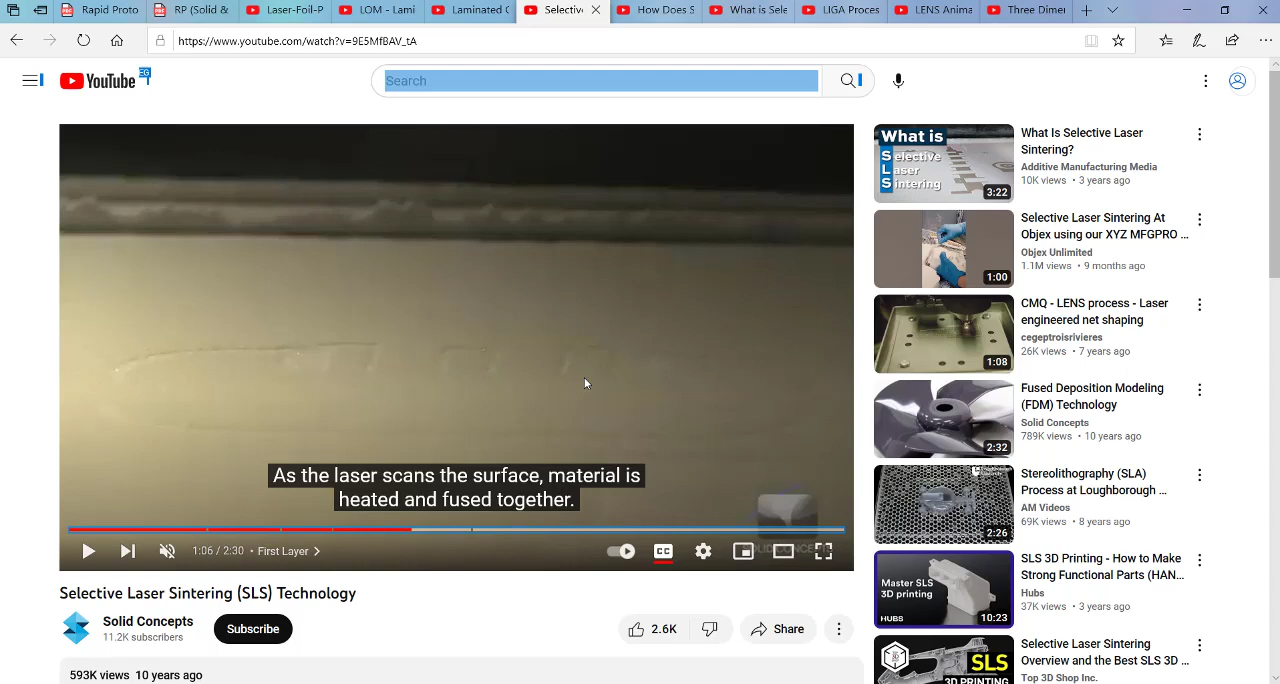 Rapid Proto
RP (Solid &
Laser-Foil-P
LOM - Lami
Laminated O
Selective
How Does S
What is Sele
LIGA Proces
LENS Anima
Three Dimen
https://www.youtube.com/watch?v=9E5MfBAV_tA
YouTube EG
Search
As the laser scans the surface, material is
heated and fused together.
1:06 / 2:30 • First Layer
CC
Selective Laser Sintering (SLS) Technology
Solid Concepts
11.2K subscribers
Subscribe
2.6K
Share
593K views 10 years ago
What is
Selective
Laser
Sintering
3:22
What Is Selective Laser
Sintering?
Additive Manufacturing Media
10K views • 3 years ago
1:00
Selective Laser Sintering At
Objex using our XYZ MFGPRO ...
Objex Unlimited
1.1M views • 9 months ago
1:08
CMQ - LENS process - Laser
engineered net shaping
cegeptroisrivieres
26K views • 7 years ago
2:32
Fused Deposition Modeling
(FDM) Technology
Solid Concepts
789K views • 10 years ago
2:26
Stereolithography (SLA)
Process at Loughborough ...
AM Videos
69K views • 8 years ago
Master SLS
3D printing
HUBS
10:23
SLS 3D Printing - How to Make
Strong Functional Parts (HAN...
Hubs
37K views • 3 years ago
SLS
3D PRINTING
Selective Laser Sintering
Overview and the Best SLS 3D ...
Top 3D Shop Inc.